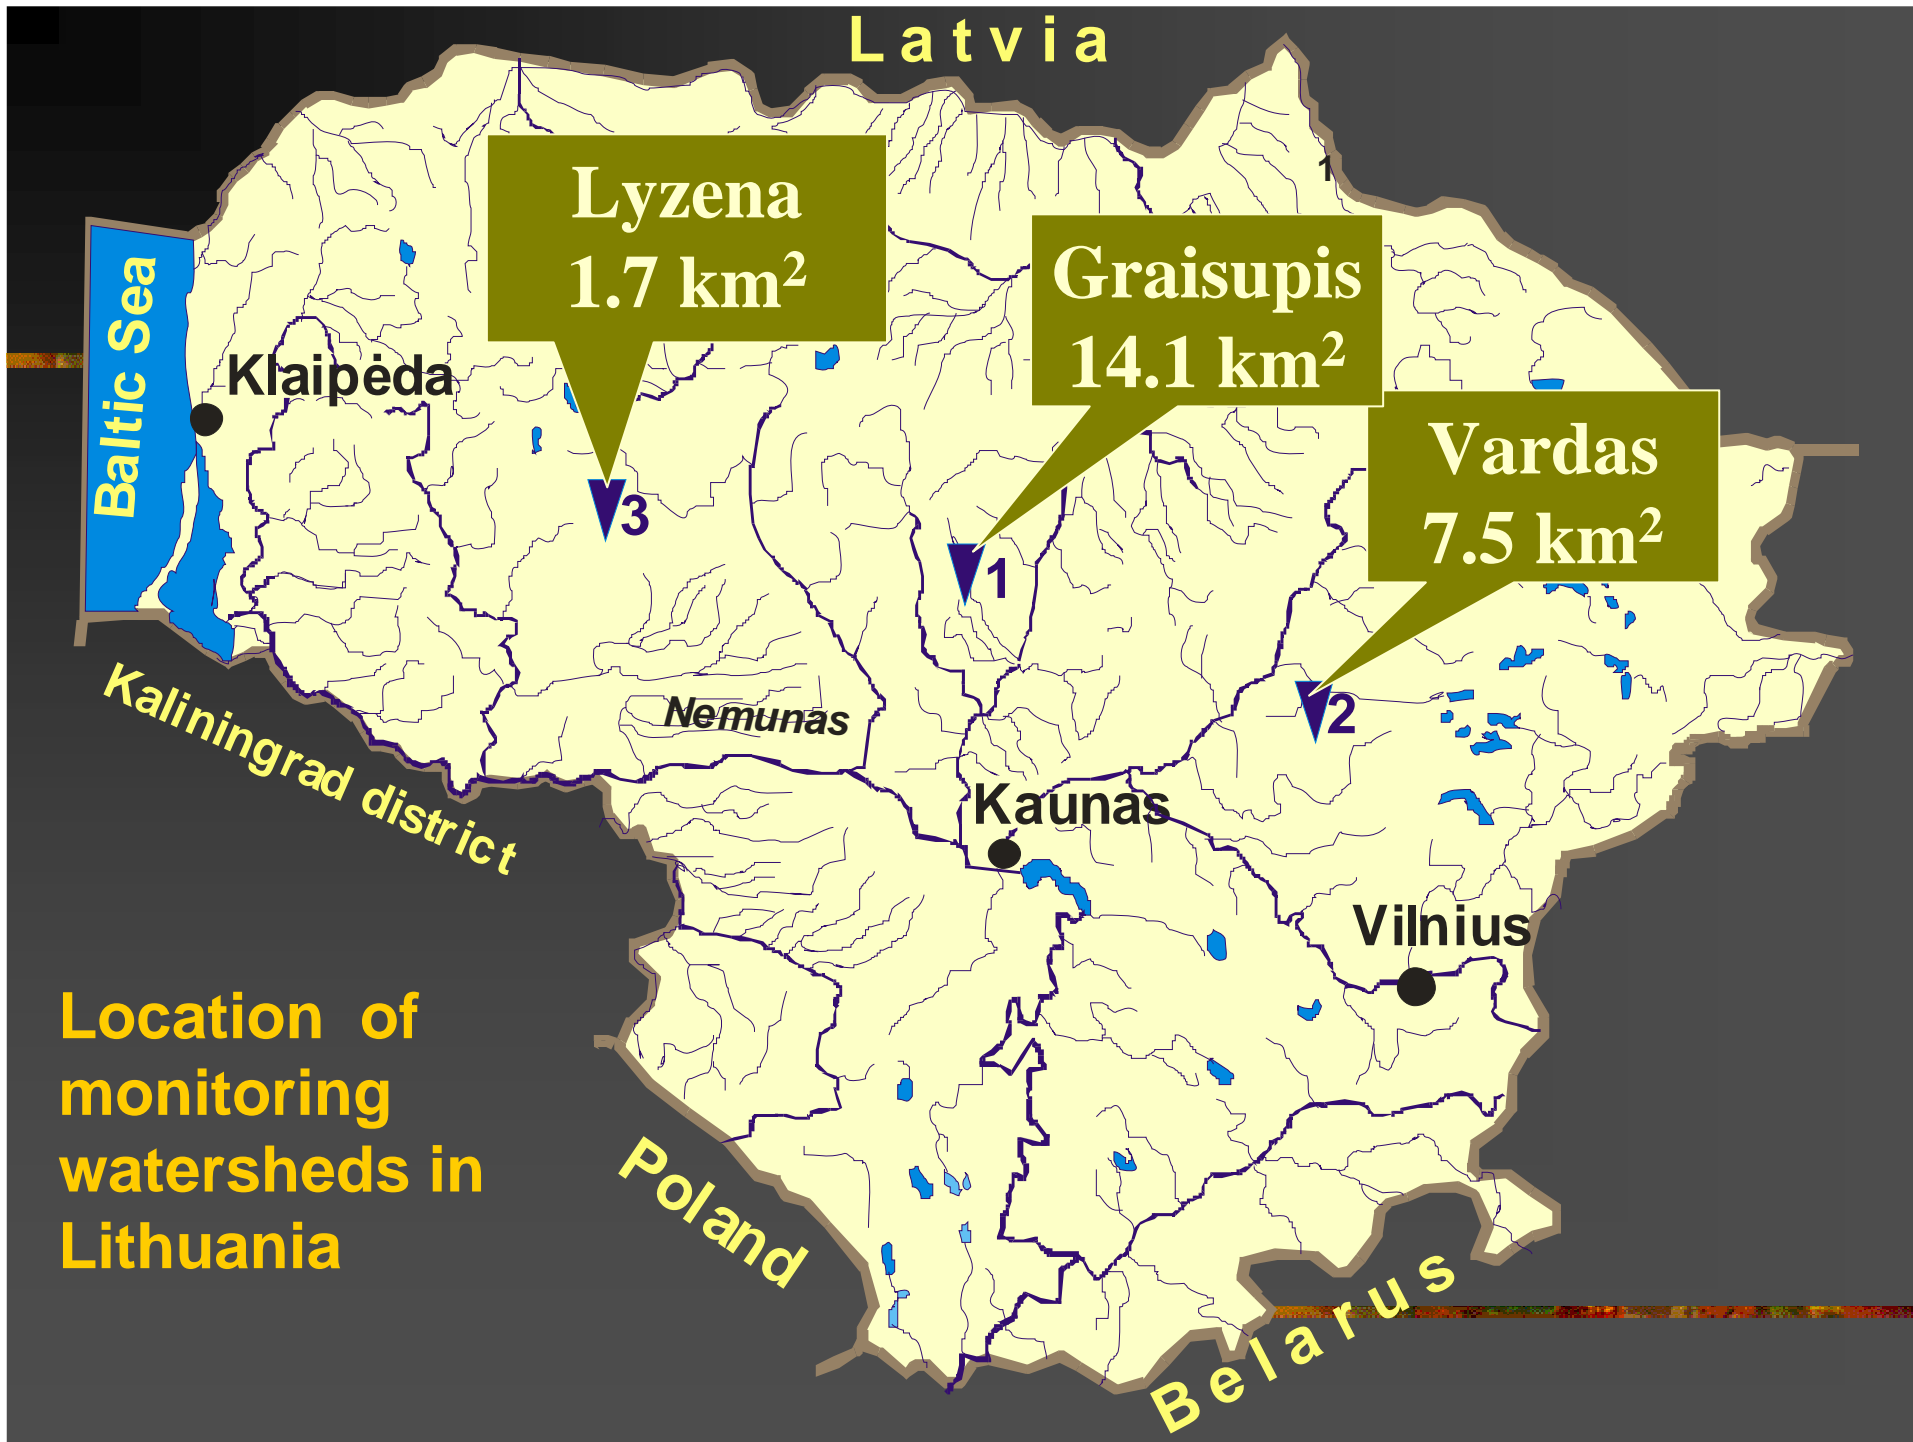 Latvia
1
Lyzena
1.7 km²
Graisupis
14.1 km²
Baltic Sea
Klaipėda
Vardas
7.5 km²
3
1
2
Nemunas
Kaliningrad district
Kaunas
Vilnius
Location of
monitoring
watersheds in
Lithuania
Poland
Belarus